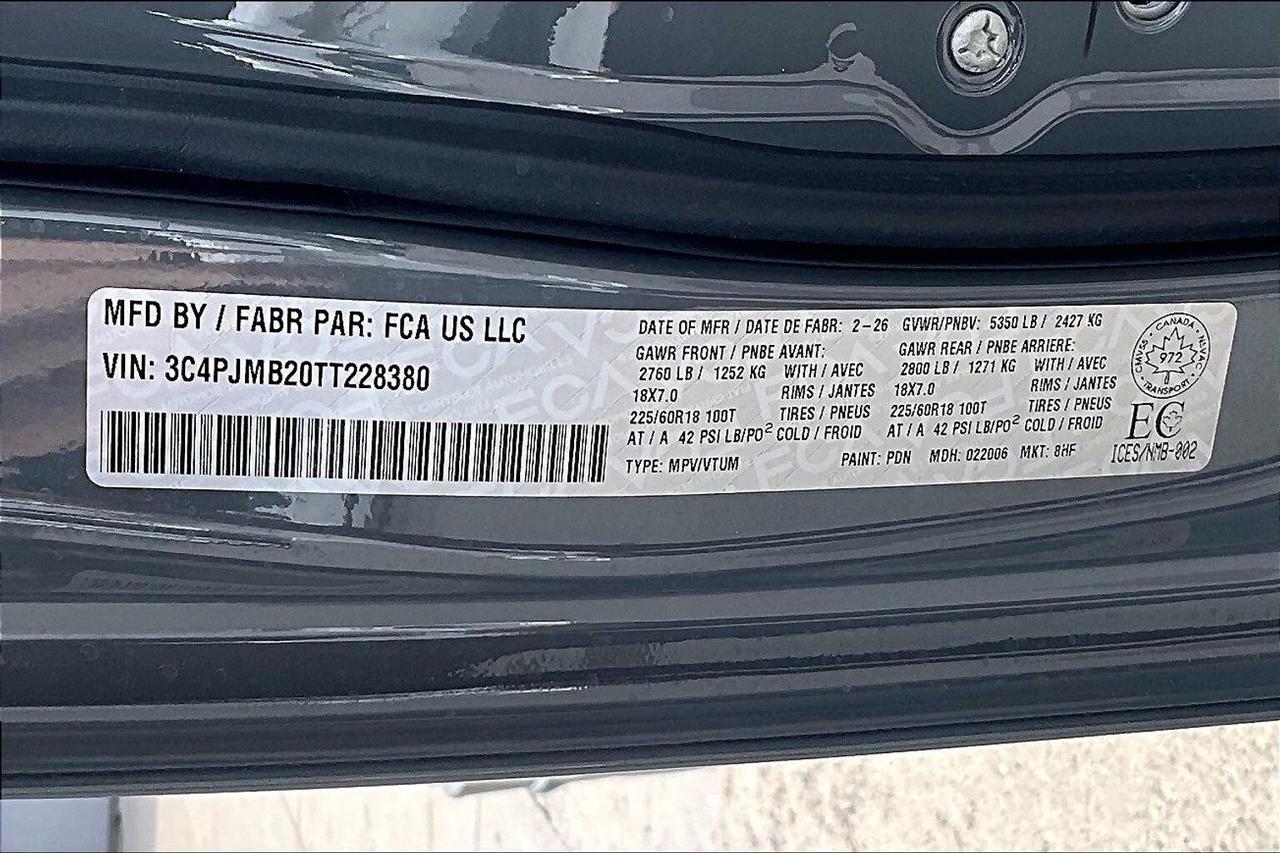 MFD BY / FABR PAR: FCA US LLC
VIN: 3C4PJMB20TT228380
DATE OF MFR / DATE DE FABR: 2-26 GVWR/PNBV: 5350 LB / 2427 KG
GAWR FRONT / PNBE AVANT:
2760 LB / 1252 KG WITH / AVEC
18X7.0 RIMS / JANTES
225/60R18 100T TIRES / PNEUS
AT / A 42 PSI LB/PO² COLD / FROID
GAWR REAR / PNBE ARRIERE:
2800 LB / 1271 KG WITH / AVEC
18X7.0 RIMS / JANTES
225/60R18 100T TIRES / PNEUS
AT / A 42 PSI LB/PO² COLD / FROID
TYPE: MPV/VTUM PAINT: PDN MDH: 022006 MKT: 8HF
CANADA
CMVSS
NSVAC
972
TRANSPORT
EC
ICES/NMB-002